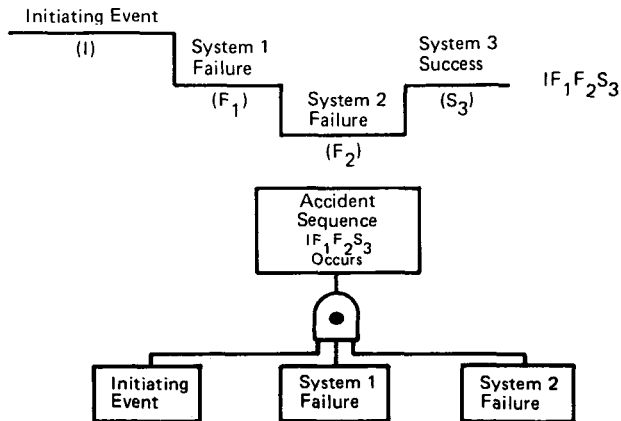 Initiating Event
(I)
System 1
Failure
(F₁)
System 2
Failure
(F₂)
System 3
Success
(S₃)
IF₁F₂S₃
Accident
Sequence
IF₁F₂S₃
Occurs
Initiating
Event
System 1
Failure
System 2
Failure